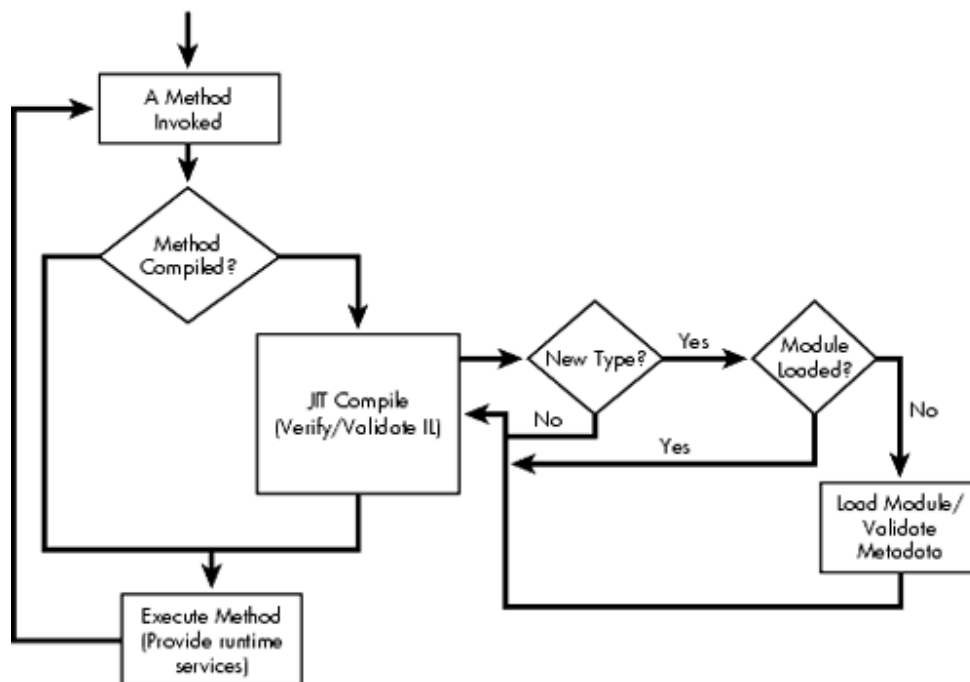 A Method
Invoked
Method
Compiled?
JIT Compile
(Verify/Validate IL)
New Type?
Yes
Module
Loaded?
No
No
Yes
Load Module/
Validate
Metadata
Execute Method
(Provide runtime
services)